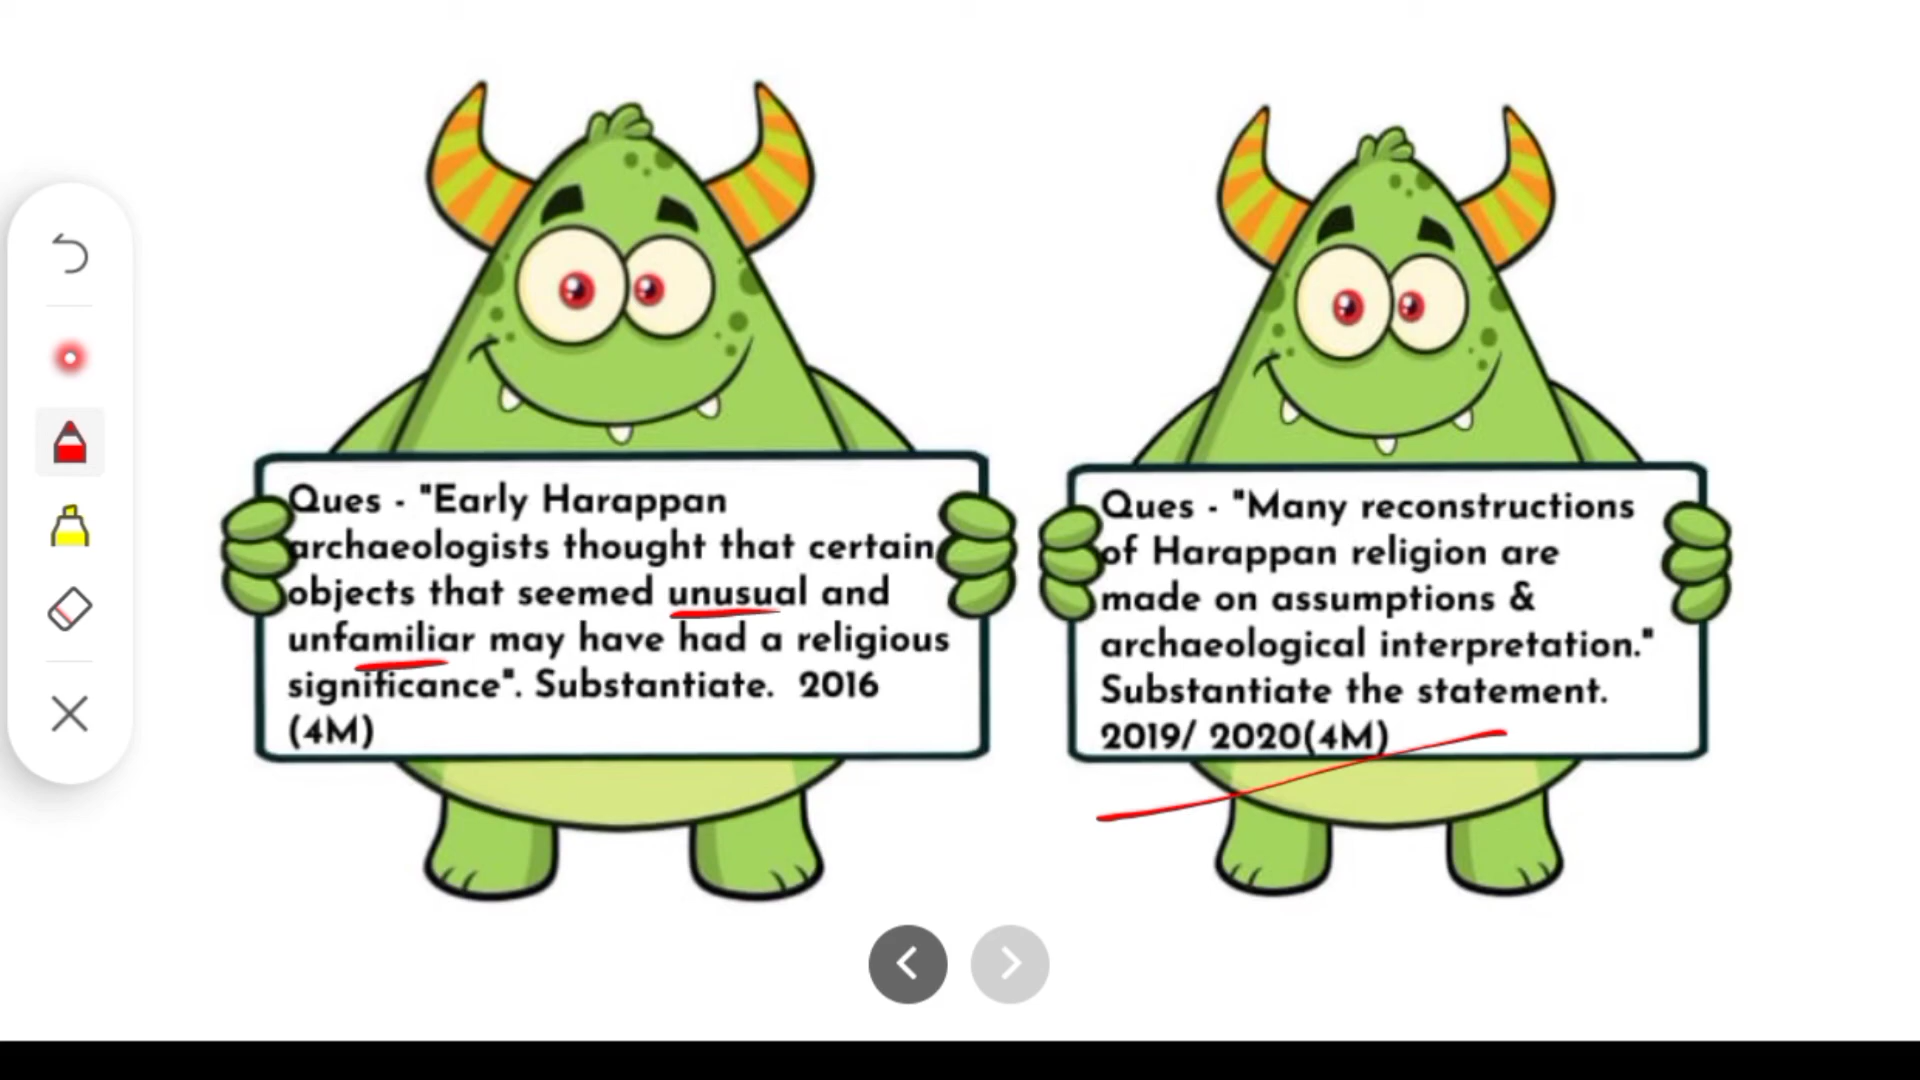 Ques - "Early Harappan
archaeologists thought that certain
objects that seemed unusual and
unfamiliar may have had a religious
significance". Substantiate. 2016
(4M)
Ques - "Many reconstructions
of Harappan religion are
made on assumptions &
archaeological interpretation."
Substantiate the statement.
2019/ 2020(4M)